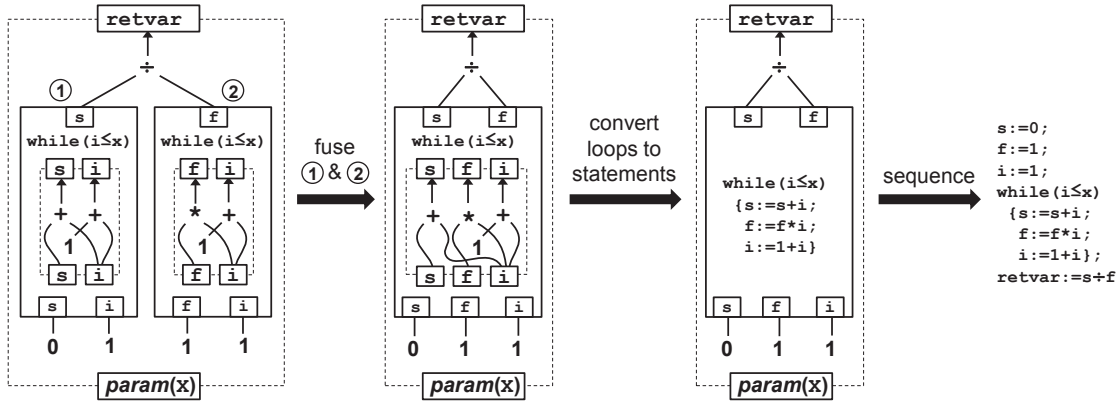 retvar
÷
① ②
s f
while(i≤x) while(i≤x)
s i f i
+ + * +
1 1
s i f i
s i f i
0 1 1 1
param(x)
fuse
① & ②
retvar
÷
s f
while(i≤x)
s f i
+ * +
1
s f i
s f i
0 1 1
param(x)
convert
loops to
statements
retvar
÷
s f
while(i≤x)
{s:=s+i;
f:=f*i;
i:=1+i}
s f i
0 1 1
param(x)
sequence
s:=0;
f:=1;
i:=1;
while(i≤x)
{s:=s+i;
f:=f*i;
i:=1+i};
retvar:=s÷f